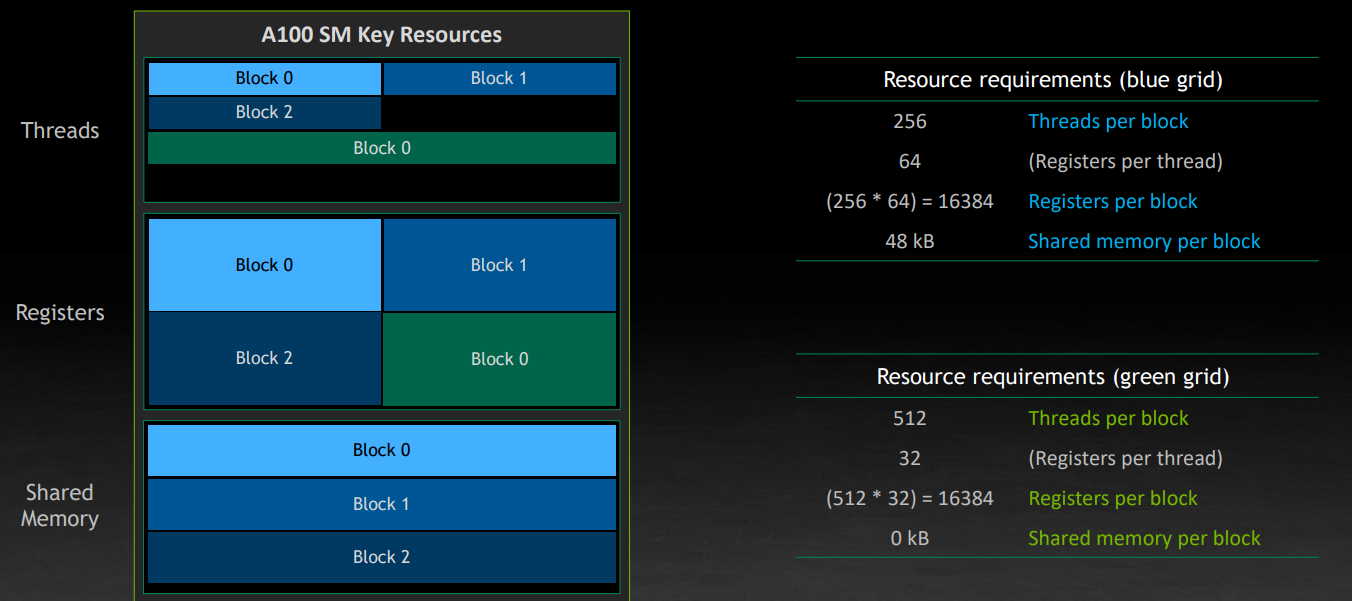 A100 SM Key Resources
Threads
Block 0
Block 1
Block 2
Block 0
Registers
Block 0
Block 1
Block 2
Block 0
Shared
Memory
Block 0
Block 1
Block 2
Resource requirements (blue grid)
256 Threads per block
64 (Registers per thread)
(256 * 64) = 16384 Registers per block
48 kB Shared memory per block
Resource requirements (green grid)
512 Threads per block
32 (Registers per thread)
(512 * 32) = 16384 Registers per block
0 kB Shared memory per block